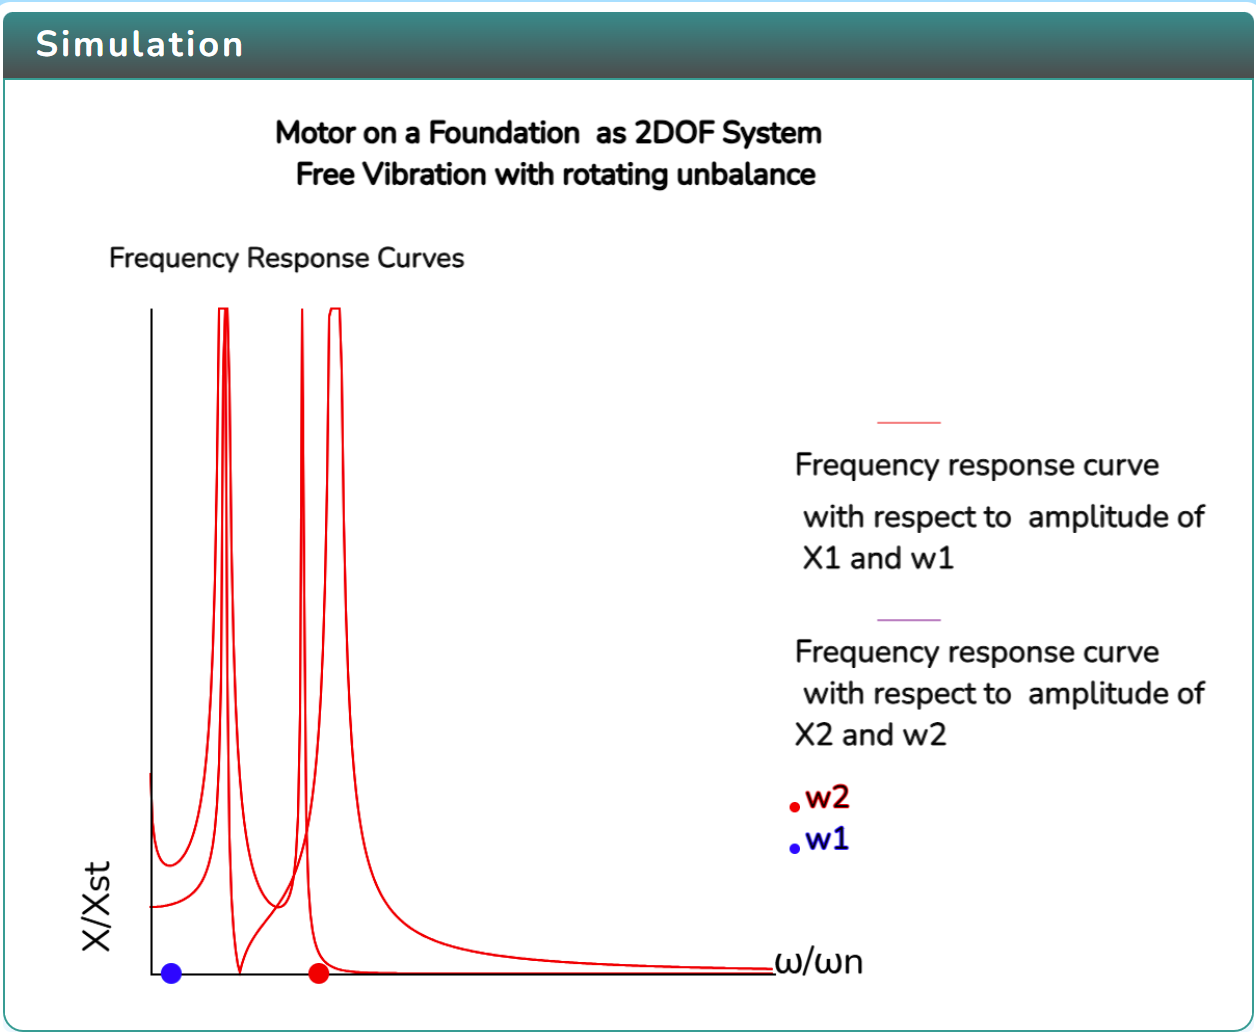 Simulation
Motor on a Foundation  as 2DOF System
Free Vibration with rotating unbalance
Frequency Response Curves
X/Xst
ω/ωn
Frequency response curve
with respect to  amplitude of
X1 and w1
Frequency response curve
with respect to  amplitude of
X2 and w2
w2
w1